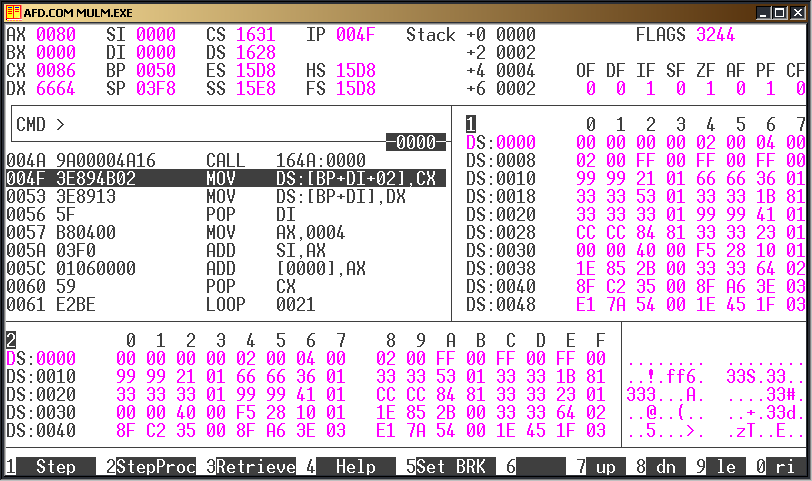 AFD.COM MULM.EXE
AX 0080 SI 0000 CS 1631 IP 004F Stack +0 0000 FLAGS 3244
BX 0000 DI 0000 DS 1628 +2 0002
CX 0086 BP 0050 ES 15D8 HS 15D8 +4 0004 OF DF IF SF ZF AF PF CF
DX 6664 SP 03F8 SS 15E8 FS 15D8 +6 0002 0 0 1 0 1 0 1 0
CMD >
0000
004A 9A00004A16 CALL 164A:0000
004F 3E894B02 MOV DS:[BP+DI+02],CX
0053 3E8913 MOV DS:[BP+DI],DX
0056 5F POP DI
0057 B80400 MOV AX,0004
005A 03F0 ADD SI,AX
005C 01060000 ADD [0000],AX
0060 59 POP CX
0061 E2BE LOOP 0021
1 0 1 2 3 4 5 6 7
DS:0000 00 00 00 00 02 00 04 00
DS:0008 02 00 FF 00 FF 00 FF 00
DS:0010 99 99 21 01 66 66 36 01
DS:0018 33 33 53 01 33 33 1B 81
DS:0020 33 33 33 01 99 99 41 01
DS:0028 CC CC 84 81 33 33 23 01
DS:0030 00 00 40 00 F5 28 10 01
DS:0038 1E 85 2B 00 33 33 64 02
DS:0040 8F C2 35 00 8F A6 3E 03
DS:0048 E1 7A 54 00 1E 45 1F 03
2 0 1 2 3 4 5 6 7 8 9 A B C D E F
DS:0000 00 00 00 00 02 00 04 00 02 00 FF 00 FF 00 FF 00 ........ ........
DS:0010 99 99 21 01 66 66 36 01 33 33 53 01 33 33 1B 81 ..!.ff6. 33S.33..
DS:0020 33 33 33 01 99 99 41 01 CC CC 84 81 33 33 23 01 333...A. ....33#.
DS:0030 00 00 40 00 F5 28 10 01 1E 85 2B 00 33 33 64 02 ..@..(.. ..+.33d.
DS:0040 8F C2 35 00 8F A6 3E 03 E1 7A 54 00 1E 45 1F 03 ..5...>. .zT..E..
1 Step 2 StepProc 3 Retrieve 4 Help 5 Set BRK 6 7 up 8 dn 9 le 0 ri